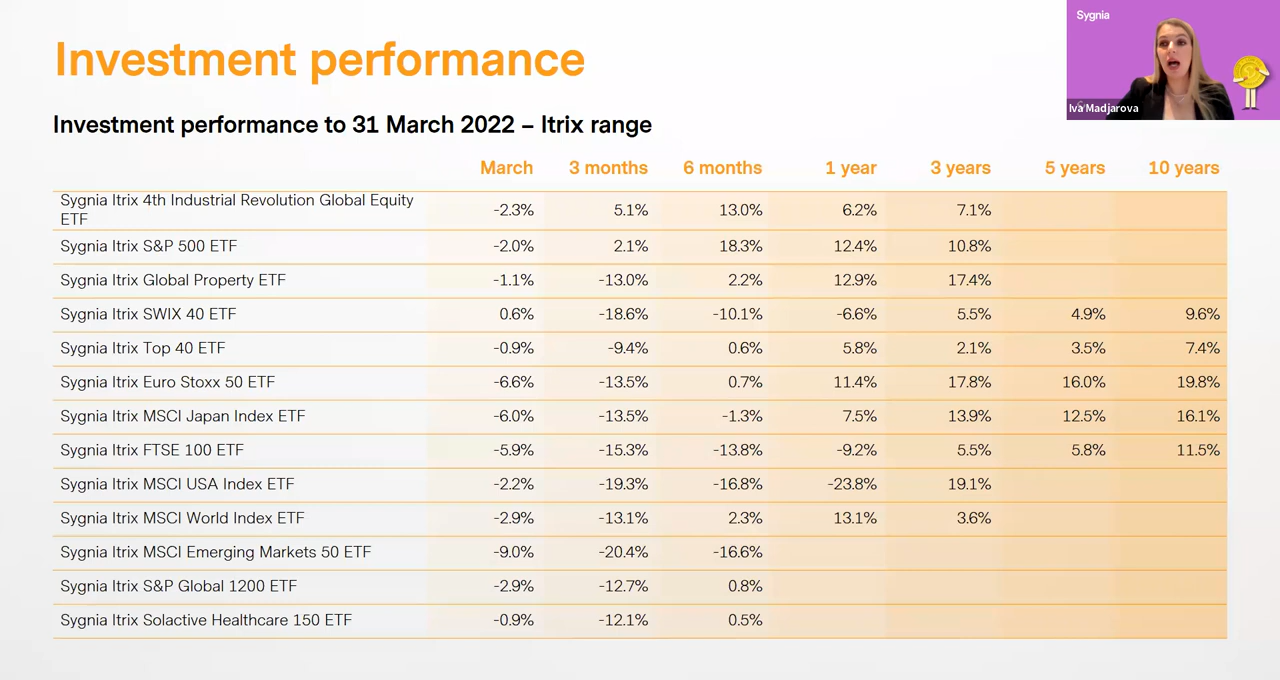 Sygnia
Iva Madjarova
Investment performance
Investment performance to 31 March 2022 – Itrix range
March 3 months 6 months 1 year 3 years 5 years 10 years
Sygnia Itrix 4th Industrial Revolution Global Equity
ETF -2.3% 5.1% 13.0% 6.2% 7.1%
Sygnia Itrix S&P 500 ETF -2.0% 2.1% 18.3% 12.4% 10.8%
Sygnia Itrix Global Property ETF -1.1% -13.0% 2.2% 12.9% 17.4%
Sygnia Itrix SWIX 40 ETF 0.6% -18.6% -10.1% -6.6% 5.5% 4.9% 9.6%
Sygnia Itrix Top 40 ETF -0.9% -9.4% 0.6% 5.8% 2.1% 3.5% 7.4%
Sygnia Itrix Euro Stoxx 50 ETF -6.6% -13.5% 0.7% 11.4% 17.8% 16.0% 19.8%
Sygnia Itrix MSCI Japan Index ETF -6.0% -13.5% -1.3% 7.5% 13.9% 12.5% 16.1%
Sygnia Itrix FTSE 100 ETF -5.9% -15.3% -13.8% -9.2% 5.5% 5.8% 11.5%
Sygnia Itrix MSCI USA Index ETF -2.2% -19.3% -16.8% -23.8% 19.1%
Sygnia Itrix MSCI World Index ETF -2.9% -13.1% 2.3% 13.1% 3.6%
Sygnia Itrix MSCI Emerging Markets 50 ETF -9.0% -20.4% -16.6%
Sygnia Itrix S&P Global 1200 ETF -2.9% -12.7% 0.8%
Sygnia Itrix Solactive Healthcare 150 ETF -0.9% -12.1% 0.5%